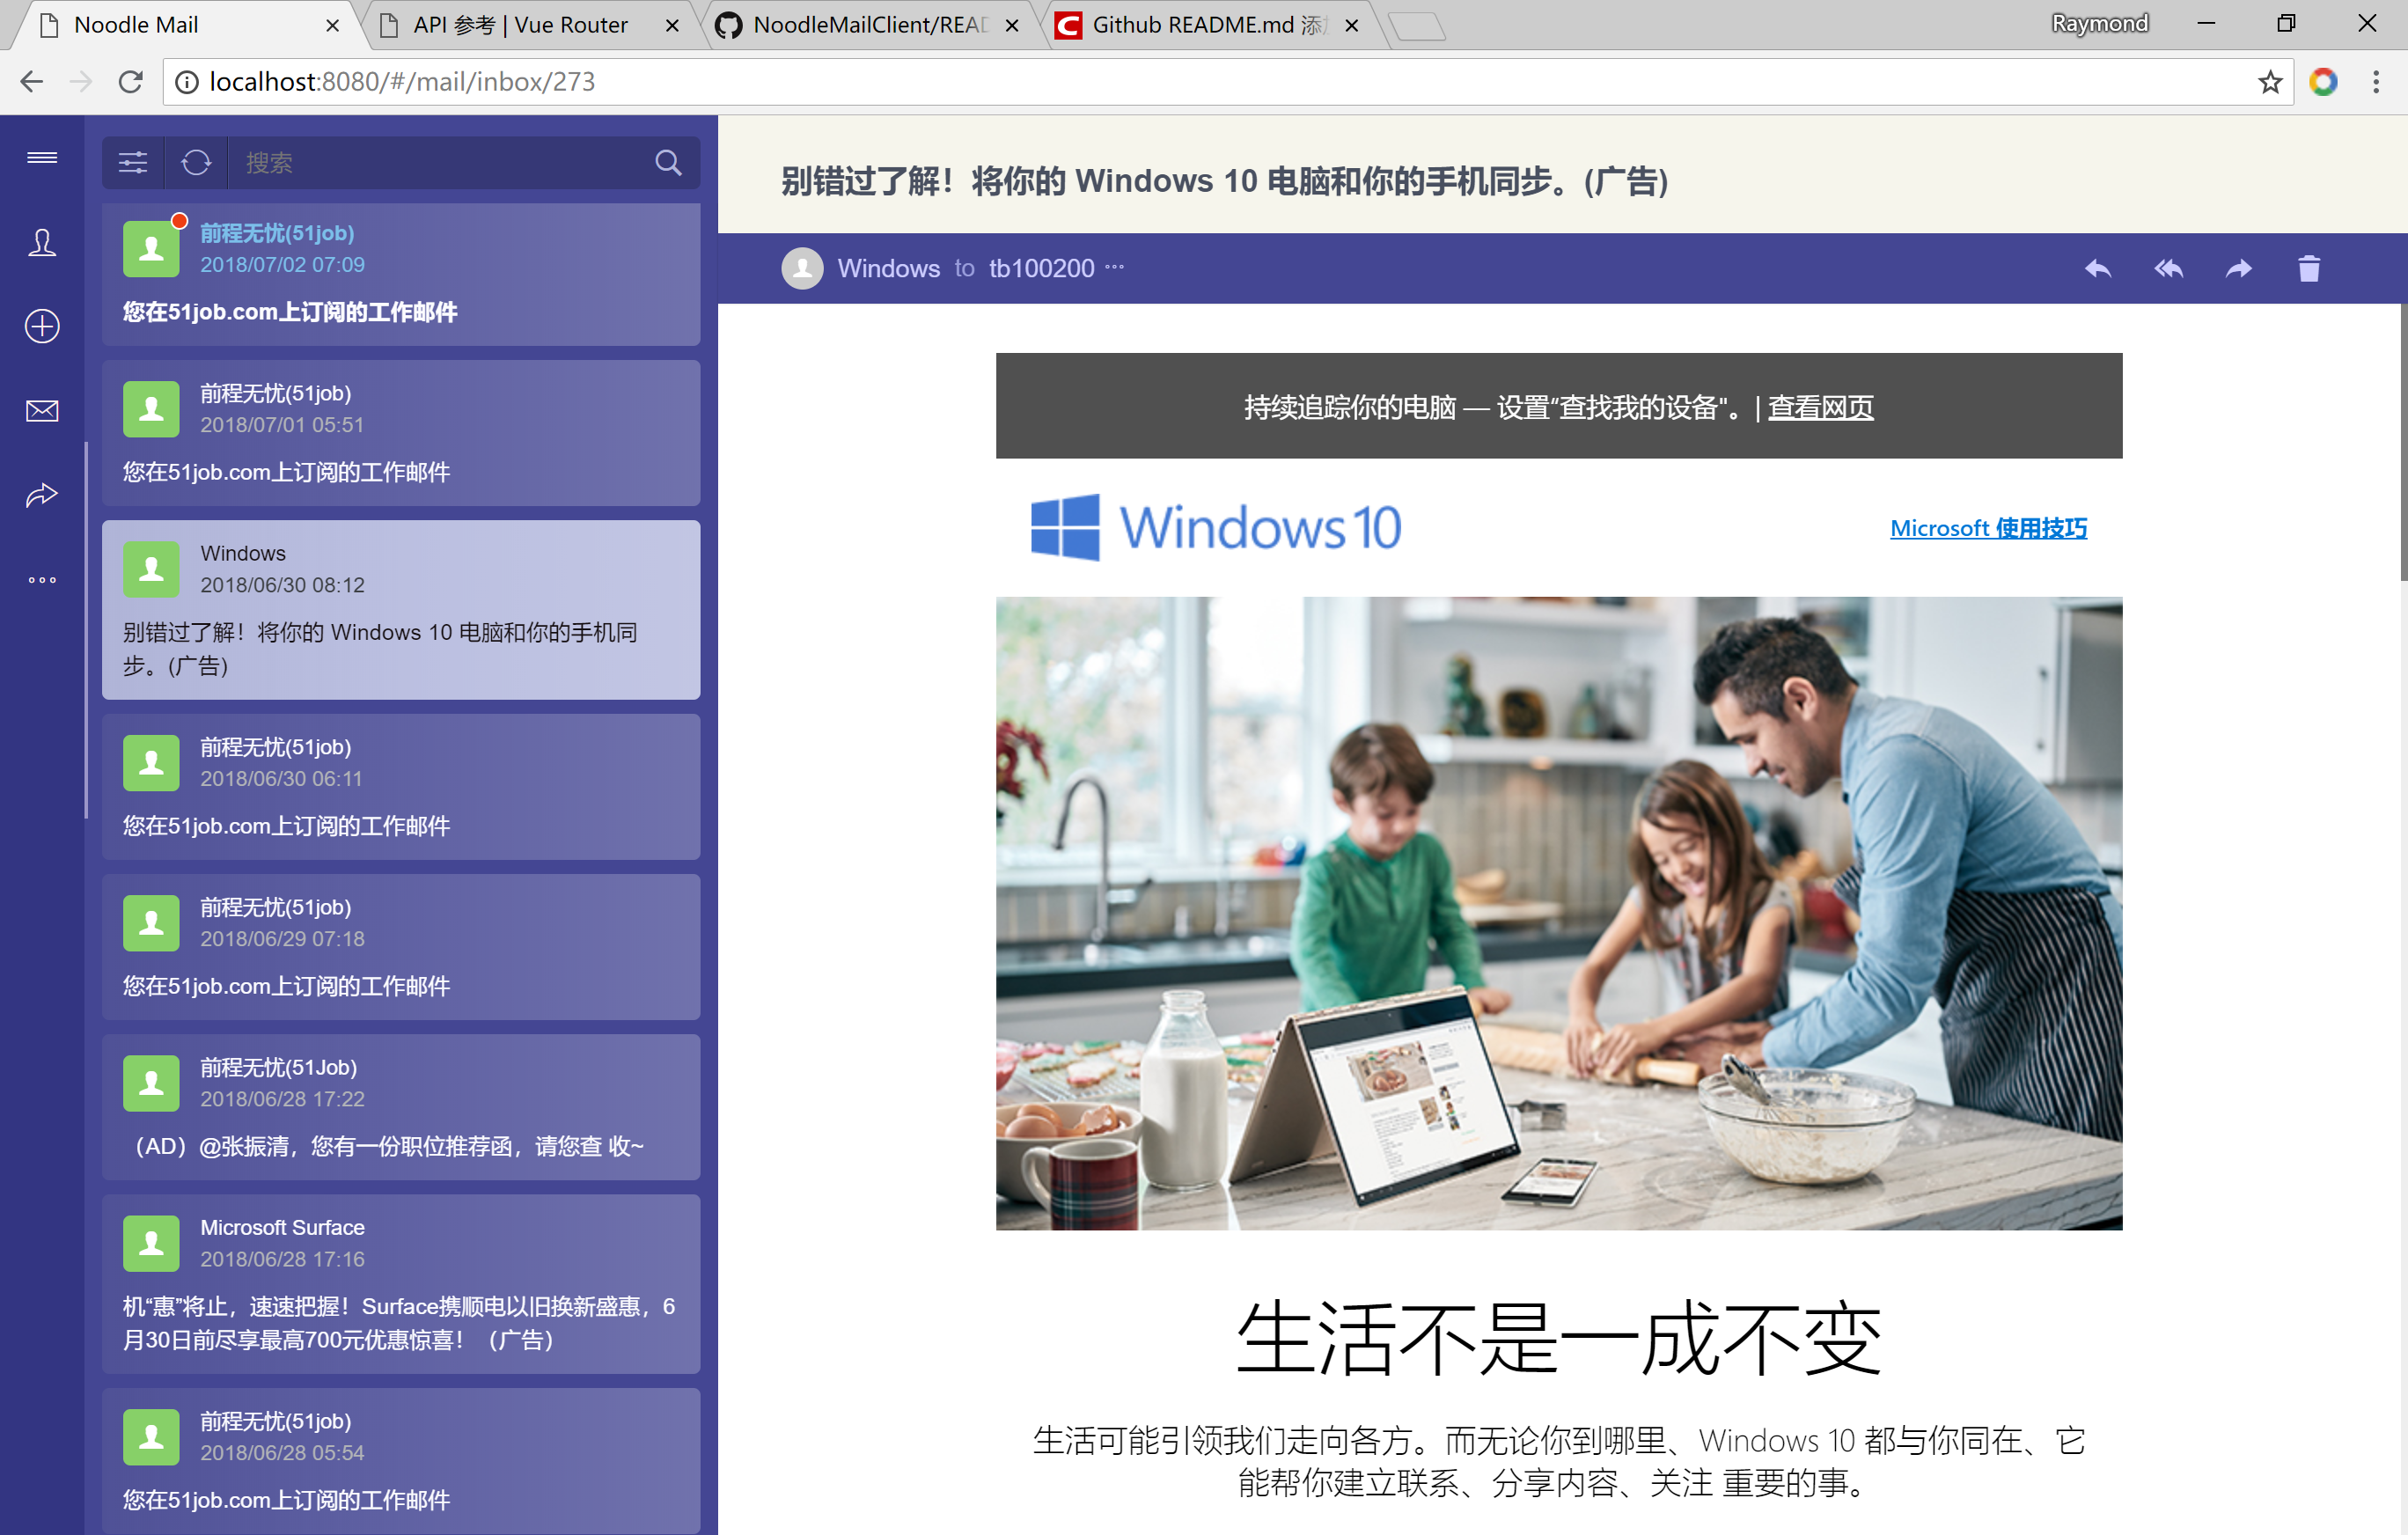 Noodle Mail
API 参考 | Vue Router
NoodleMailClient/READ
Github README.md 添
Raymond
localhost:8080/#/mail/inbox/273
搜索
前程无忧(51job)
2018/07/02 07:09
您在51job.com上订阅的工作邮件
前程无忧(51job)
2018/07/01 05:51
您在51job.com上订阅的工作邮件
Windows
2018/06/30 08:12
别错过了解！将你的 Windows 10 电脑和你的手机同
步。(广告)
前程无忧(51job)
2018/06/30 06:11
您在51job.com上订阅的工作邮件
前程无忧(51job)
2018/06/29 07:18
您在51job.com上订阅的工作邮件
前程无忧(51Job)
2018/06/28 17:22
（AD）@张振清，您有一份职位推荐函，请您查 收~
Microsoft Surface
2018/06/28 17:16
机“惠”将止，速速把握！Surface携顺电以旧换新盛惠，6
月30日前尽享最高700元优惠惊喜！（广告）
前程无忧(51job)
2018/06/28 05:54
您在51job.com上订阅的工作邮件
别错过了解！将你的 Windows 10 电脑和你的手机同步。(广告)
Windows to tb100200
持续追踪你的电脑 — 设置“查找我的设备"。| 查看网页
Windows 10
Microsoft 使用技巧
生活不是一成不变
生活可能引领我们走向各方。而无论你到哪里、Windows 10 都与你同在、它
能帮你建立联系、分享内容、关注 重要的事。